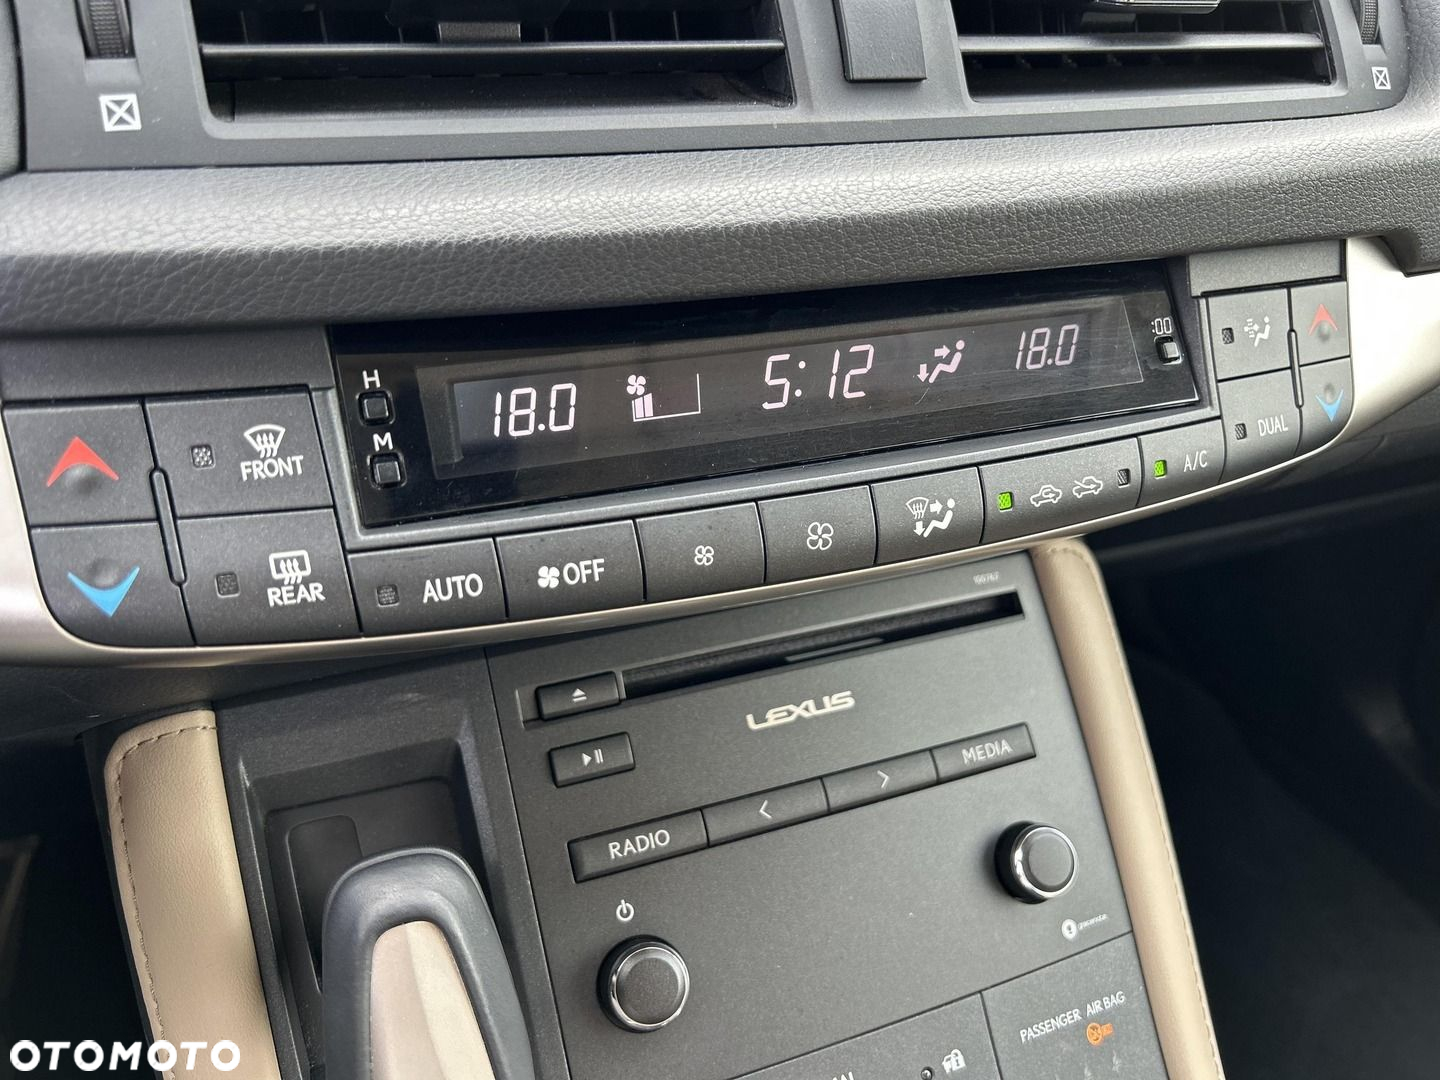 H
M
18.0
5:12
18.0
:00
FRONT
REAR
AUTO
OFF
A/C
DUAL
100767
LEXUS
RADIO
<
>
MEDIA
PASSENGER AIR BAG
OTOMOTO